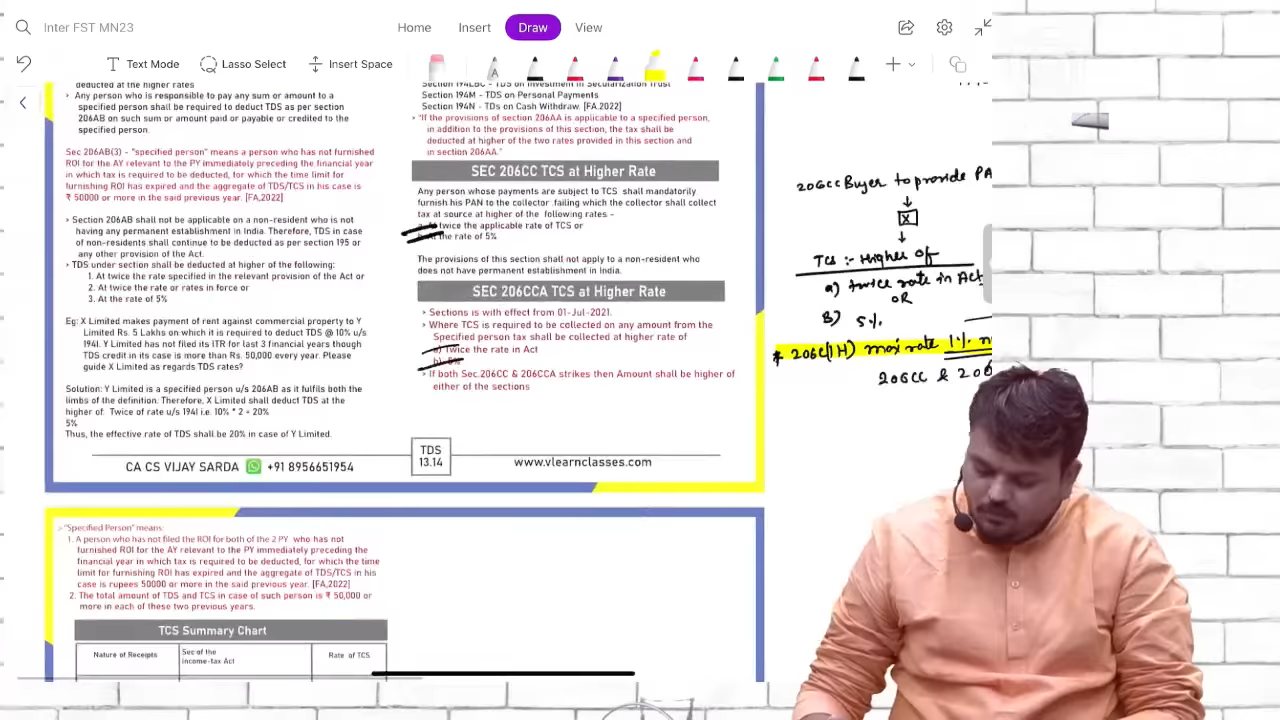 Inter FST MN23
Home Insert Draw View
Text Mode Lasso Select Insert Space
deducted at the higher rates
› Any person who is responsible to pay any sum or amount to a
specified person shall be required to deduct TDS as per section
206AB on such sum or amount paid or payable or credited to the
specified person.
Sec 206AB(3) - "specified person" means a person who has not furnished
ROI for the AY relevant to the PY immediately preceding the financial year
in which tax is required to be deducted, for which the time limit for
furnishing ROI has expired and the aggregate of TDS/TCS in his case is
₹ 50000 or more in the said previous year. [FA,2022]
› Section 206AB shall not be applicable on a non-resident who is not
having any permanent establishment in India. Therefore, TDS in case
of non-residents shall continue to be deducted as per section 195 or
any other provision of the Act.
› TDS under section shall be deducted at higher of the following:
1. At twice the rate specified in the relevant provision of the Act or
2. At twice the rate or rates in force or
3. At the rate of 5%
Eg: X Limited makes payment of rent against commercial property to Y
Limited Rs. 5 Lakhs on which it is required to deduct TDS @ 10% u/s
194I. Y Limited has not filed its ITR for last 3 financial years though
TDS credit in its case is more than Rs. 50,000 every year. Please
guide X Limited as regards TDS rates?
Solution: Y Limited is a specified person u/s 206AB as it fulfils both the
limbs of the definition. Therefore, X Limited shall deduct TDS at the
higher of. Twice of rate u/s 194I i.e. 10% * 2 = 20%
5%
Thus, the effective rate of TDS shall be 20% in case of Y Limited.
Section 194LBC - TDS on Investment in Securitization Trust
Section 194M - TDS on Personal Payments
Section 194N - TDs on Cash Withdraw. [FA.2022]
› "If the provisions of section 206AA is applicable to a specified person,
in addition to the provisions of this section, the tax shall be
deducted at higher of the two rates provided in this section and
in section 206AA."
SEC 206CC TCS at Higher Rate
Any person whose payments are subject to TCS shall mandatorily
furnish his PAN to the collector .failing which the collector shall collect
tax at source at higher of the following rates -
twice the applicable rate of TCS or
At the rate of 5%
The provisions of this section shall not apply to a non-resident who
does not have permanent establishment in India.
SEC 206CCA TCS at Higher Rate
› Sections is with effect from 01-Jul-2021.
› Where TCS is required to be collected on any amount from the
Specified person tax shall be collected at higher rate of
a) Twice the rate in Act
b) 5%
› If both Sec.206CC & 206CCA strikes then Amount shall be higher of
either of the sections
CA CS VIJAY SARDA +91 8956651954
TDS
13.14
www.vlearnclasses.com
› "Specified Person" means:
1. A person who has not filed the ROI for both of the 2 PY who has not
furnished ROI for the AY relevant to the PY immediately preceding the
financial year in which tax is required to be deducted, for which the time
limit for furnishing ROI has expired and the aggregate of TDS/TCS in his
case is rupees 50000 or more in the said previous year. [FA,2022]
2. The total amount of TDS and TCS in case of such person is ₹ 50,000 or
more in each of these two previous years.
TCS Summary Chart
Nature of Receipts
Sec of the
income-tax Act
Rate of TCS
206CC Buyer to provide PA
X
TCS :- Higher of
a) twice rate in Act
OR
B) 5%
* 206C(1H) max rate 1%
206CC & 206